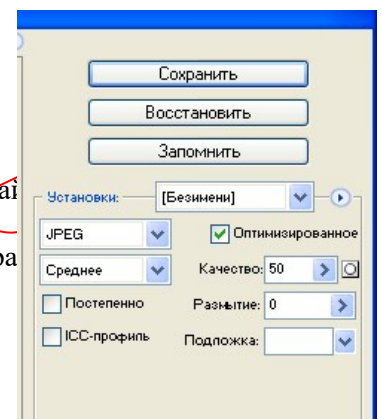 Сохранить
Восстановить
Запомнить
Установки: [Безимени]
JPEG Оптимизированное
Среднее Качество: 50
Постепенно Размытие: 0
ICC-профиль Подложка: